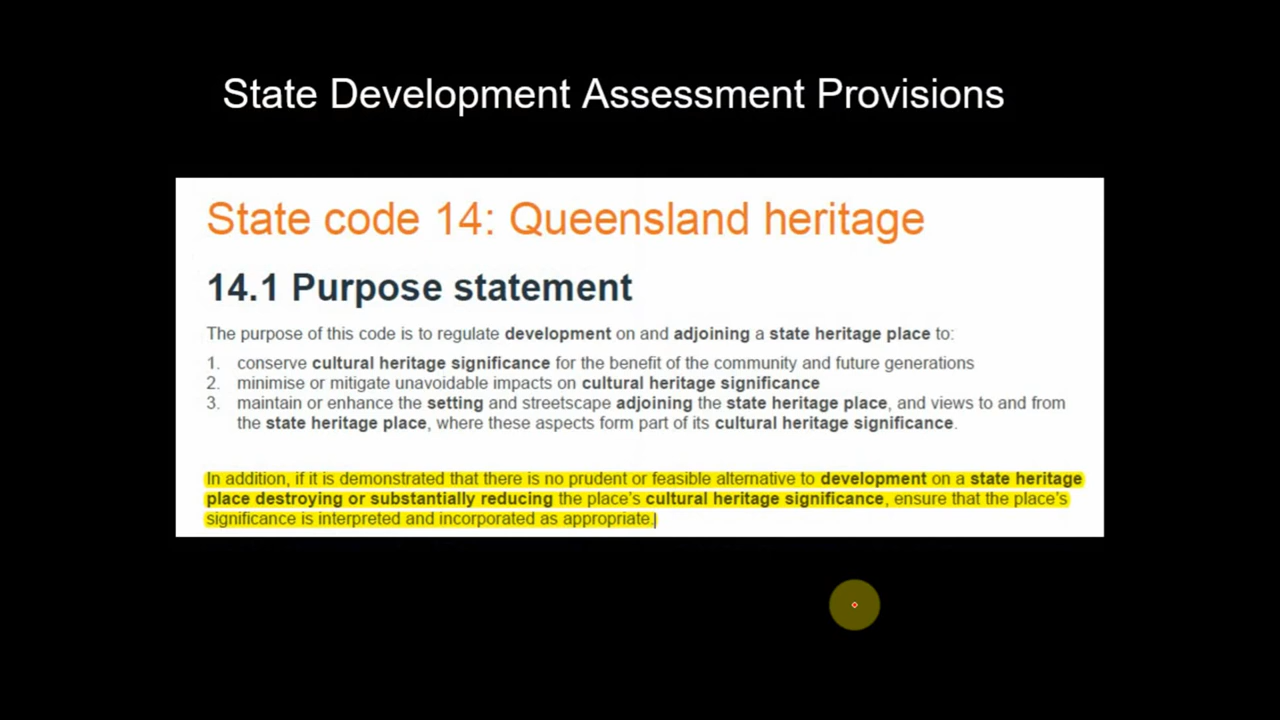 State Development Assessment Provisions
State code 14: Queensland heritage
14.1 Purpose statement
The purpose of this code is to regulate development on and adjoining a state heritage place to:
1. conserve cultural heritage significance for the benefit of the community and future generations
2. minimise or mitigate unavoidable impacts on cultural heritage significance
3. maintain or enhance the setting and streetscape adjoining the state heritage place, and views to and from
the state heritage place, where these aspects form part of its cultural heritage significance.
In addition, if it is demonstrated that there is no prudent or feasible alternative to development on a state heritage
place destroying or substantially reducing the place's cultural heritage significance, ensure that the place's
significance is interpreted and incorporated as appropriate.